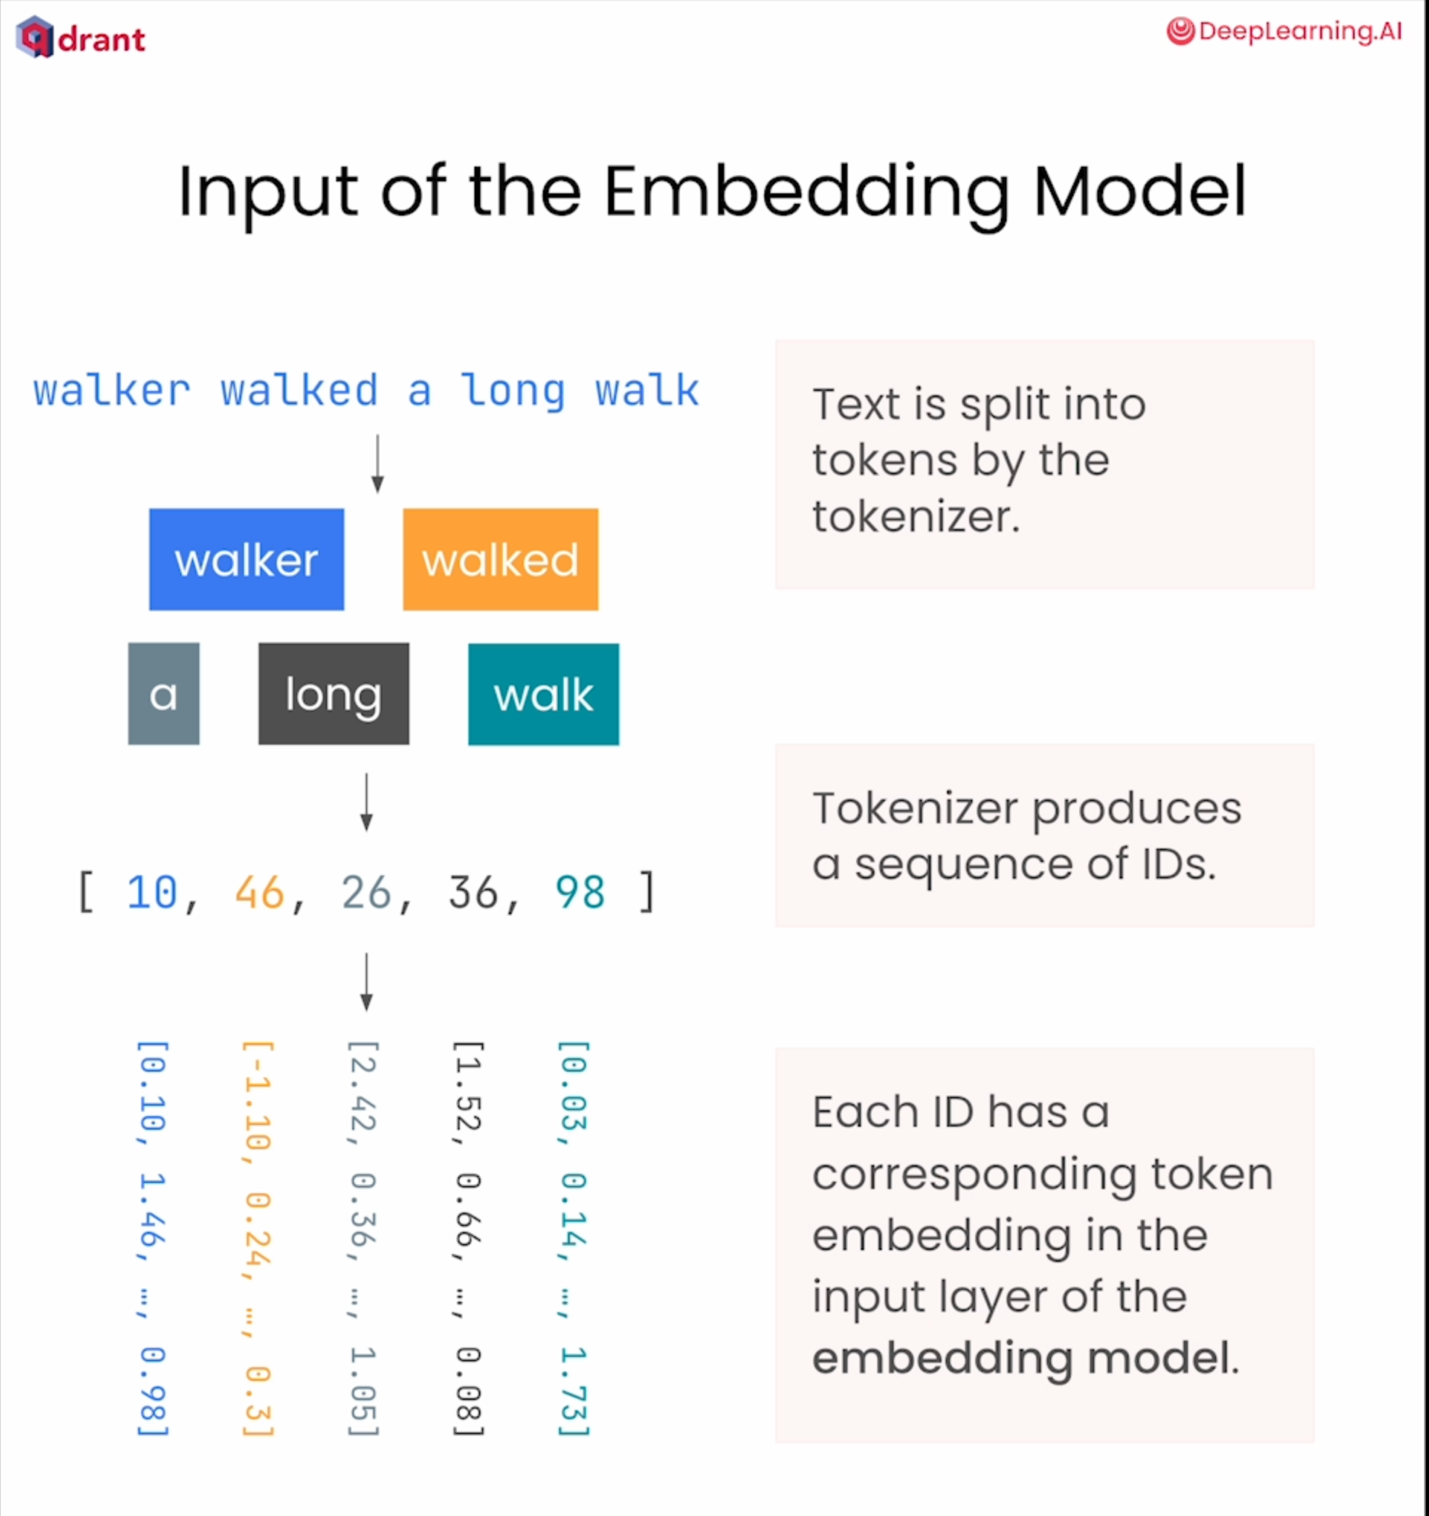 qdrant
DeepLearning.AI
Input of the Embedding Model
walker walked a long walk
Text is split into
tokens by the
tokenizer.
walker walked
a long walk
Tokenizer produces
a sequence of IDs.
[ 10, 46, 26, 36, 98 ]
[0.10, 1.46, …, 0.98]
[-1.10, 0.24, …, 0.3]
[2.42, 0.36, …, 1.05]
[1.52, 0.66, …, 0.08]
[0.03, 0.14, …, 1.73]
Each ID has a
corresponding token
embedding in the
input layer of the
embedding model.